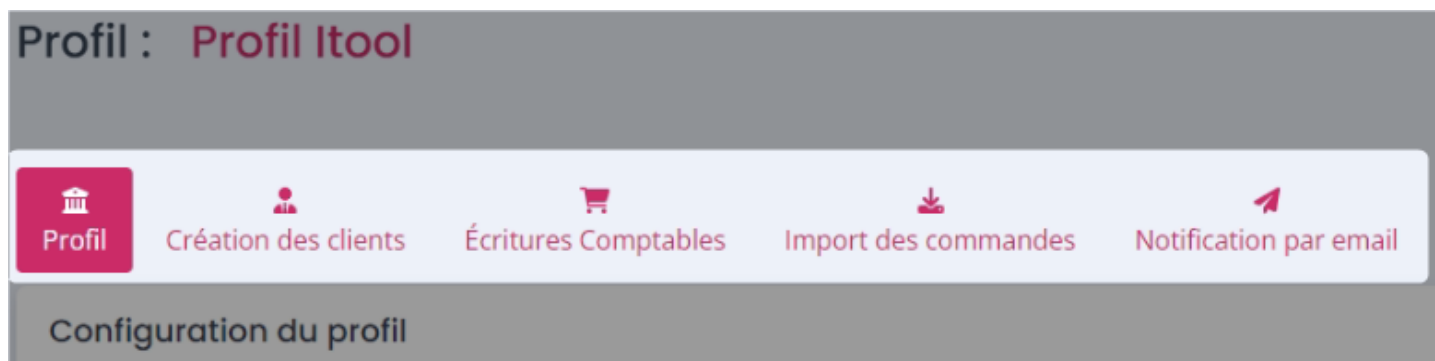 Profil : Profil Itool
Profil
Création des clients
Écritures Comptables
Import des commandes
Notification par email
Configuration du profil